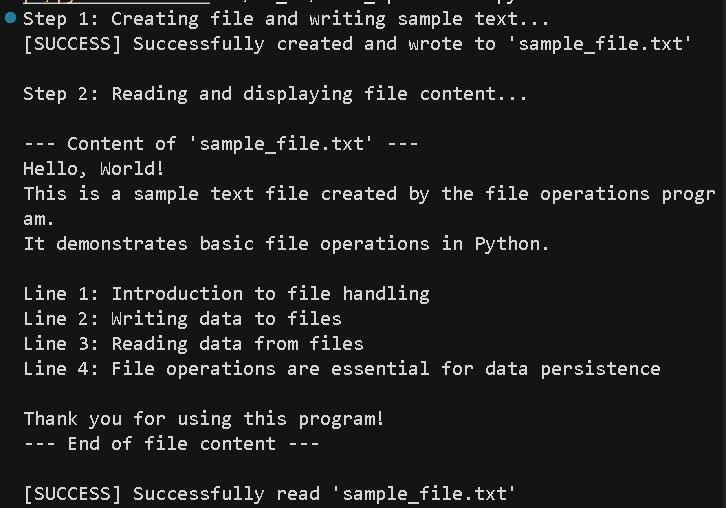 Step 1: Creating file and writing sample text...
[SUCCESS] Successfully created and wrote to 'sample_file.txt'
Step 2: Reading and displaying file content...
--- Content of 'sample_file.txt' ---
Hello, World!
This is a sample text file created by the file operations progr
am.
It demonstrates basic file operations in Python.
Line 1: Introduction to file handling
Line 2: Writing data to files
Line 3: Reading data from files
Line 4: File operations are essential for data persistence
Thank you for using this program!
--- End of file content ---
[SUCCESS] Successfully read 'sample_file.txt'